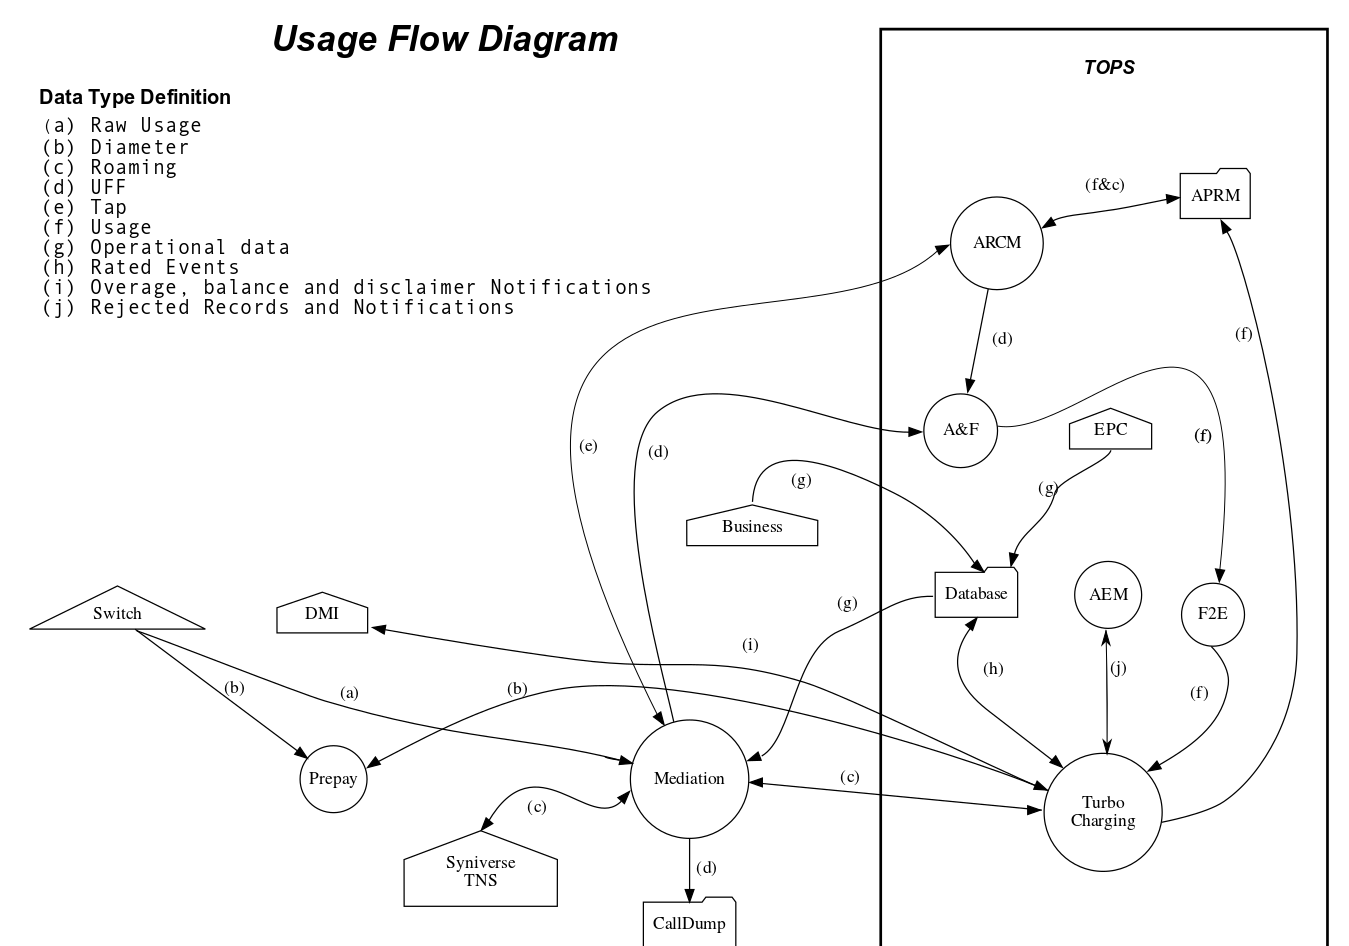 Usage Flow Diagram
TOPS
Data Type Definition
(a) Raw Usage
(b) Diameter
(c) Roaming
(d) UFF
(e) Tap
(f) Usage
(g) Operational data
(h) Rated Events
(i) Overage, balance and disclaimer Notifications
(j) Rejected Records and Notifications
(f&c)
APRM
ARCM
(f)
(d)
A&F
EPC
(f)
(e)
(d)
(g)
(g)
Business
Database
AEM
F2E
(g)
Switch
DMI
(i)
(h)
(j)
(f)
(b)
(a)
(b)
Prepay
Mediation
(c)
Turbo
Charging
(c)
Syniverse
TNS
(d)
CallDump